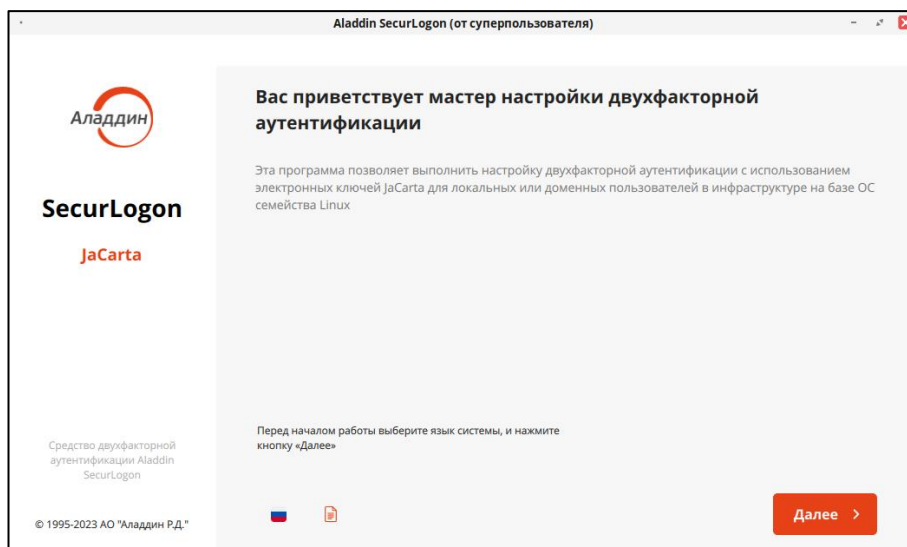 Aladdin SecurLogon (от суперпользователя)
Аладдин
SecurLogon
JaCarta
Средство двухфакторной
аутентификации Aladdin
SecurLogon
© 1995-2023 АО "Аладдин Р.Д."
Вас приветствует мастер настройки двухфакторной
аутентификации
Эта программа позволяет выполнить настройку двухфакторной аутентификации с использованием
электронных ключей JaCarta для локальных или доменных пользователей в инфраструктуре на базе ОС
семейства Linux
Перед началом работы выберите язык системы, и нажмите
кнопку «Далее»
Далее